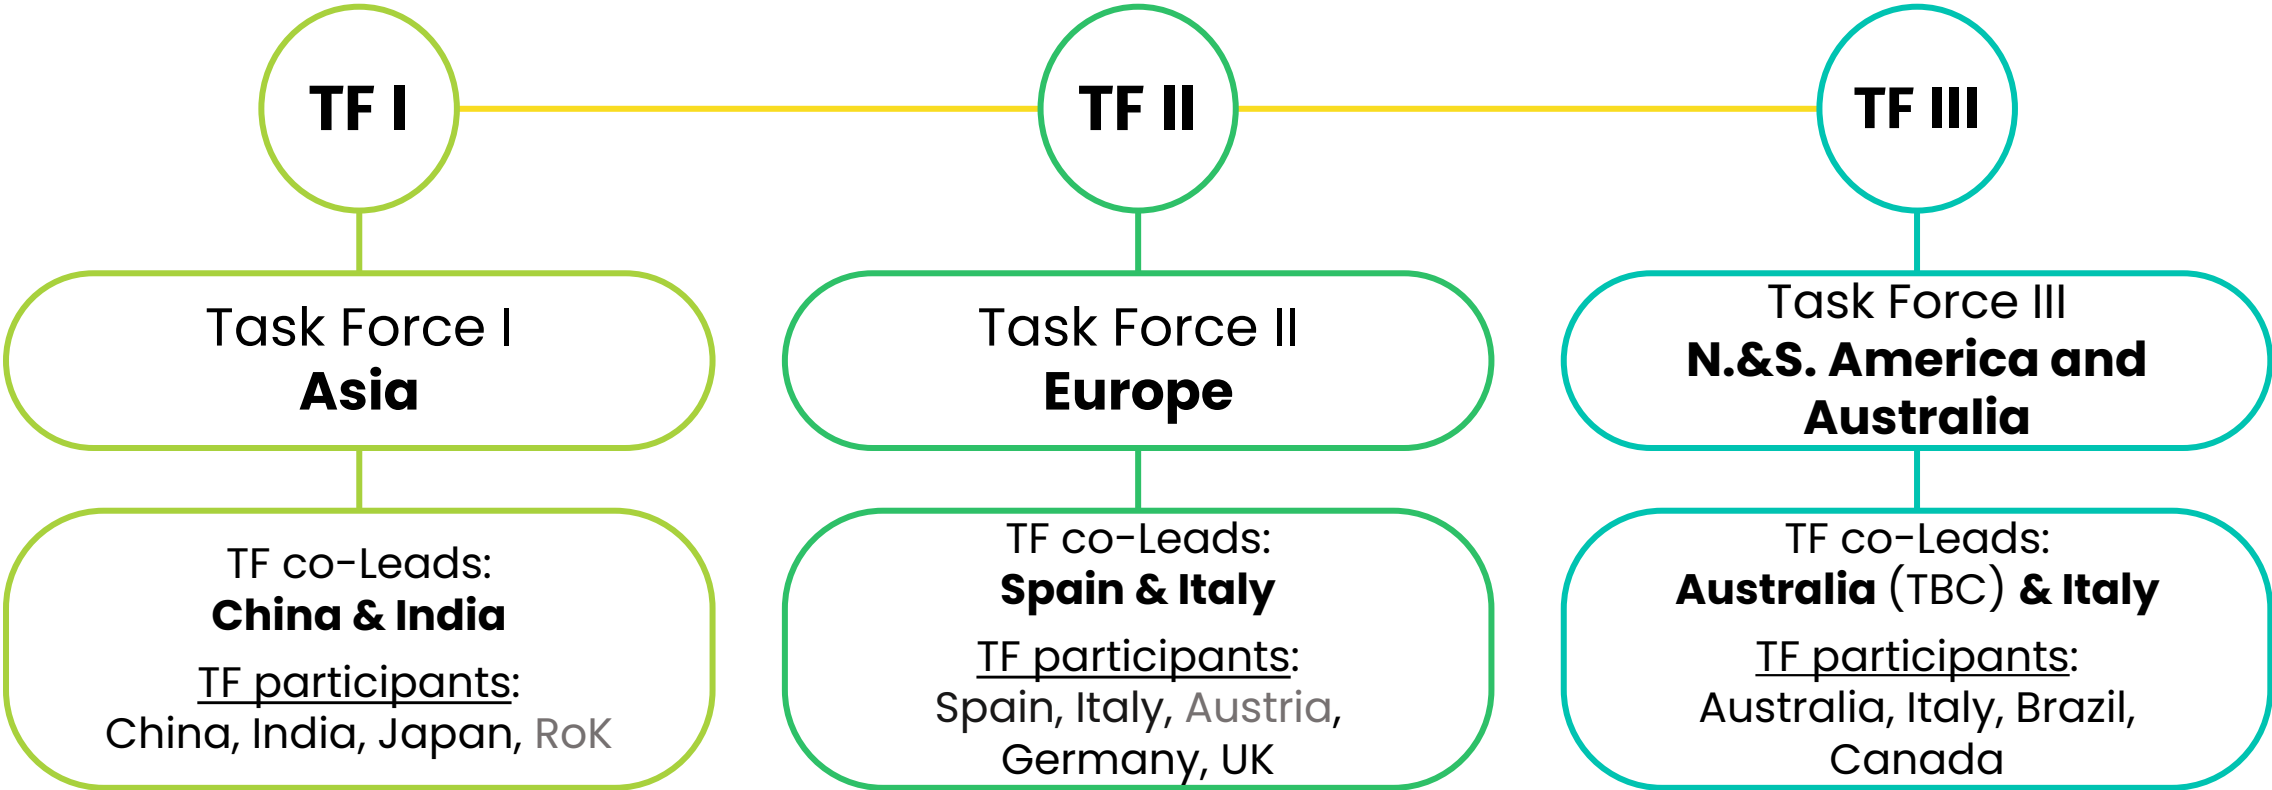 TF I
TF II
TF III
Task Force I
Asia
Task Force II
Europe
Task Force III
N.&S. America and
Australia
TF co-Leads:
China & India
TF participants:
China, India, Japan, RoK
TF co-Leads:
Spain & Italy
TF participants:
Spain, Italy, Austria,
Germany, UK
TF co-Leads:
Australia (TBC) & Italy
TF participants:
Australia, Italy, Brazil,
Canada